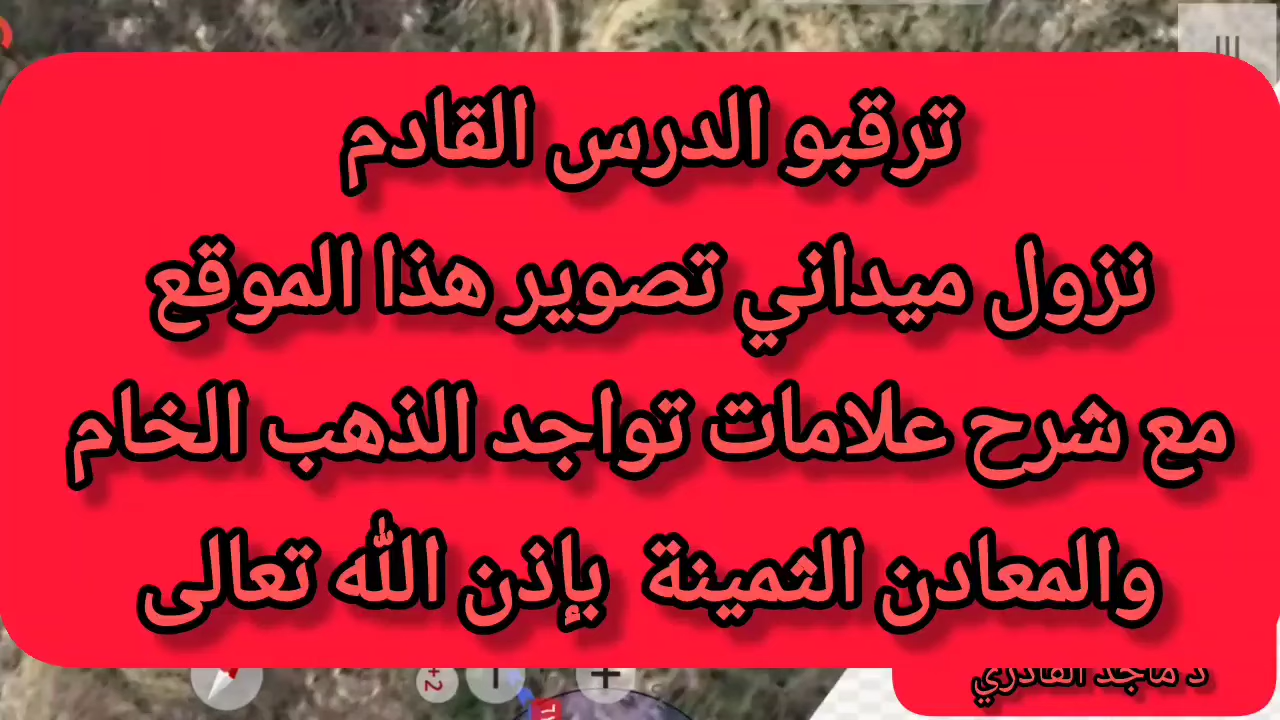 ترقبو الدرس القادم
نزول ميداني تصوير هذا الموقع
مع شرح علامات تواجد الذهب الخام
والمعادن الثمينة بإذن الله تعالى
د ماجد القادري
+2